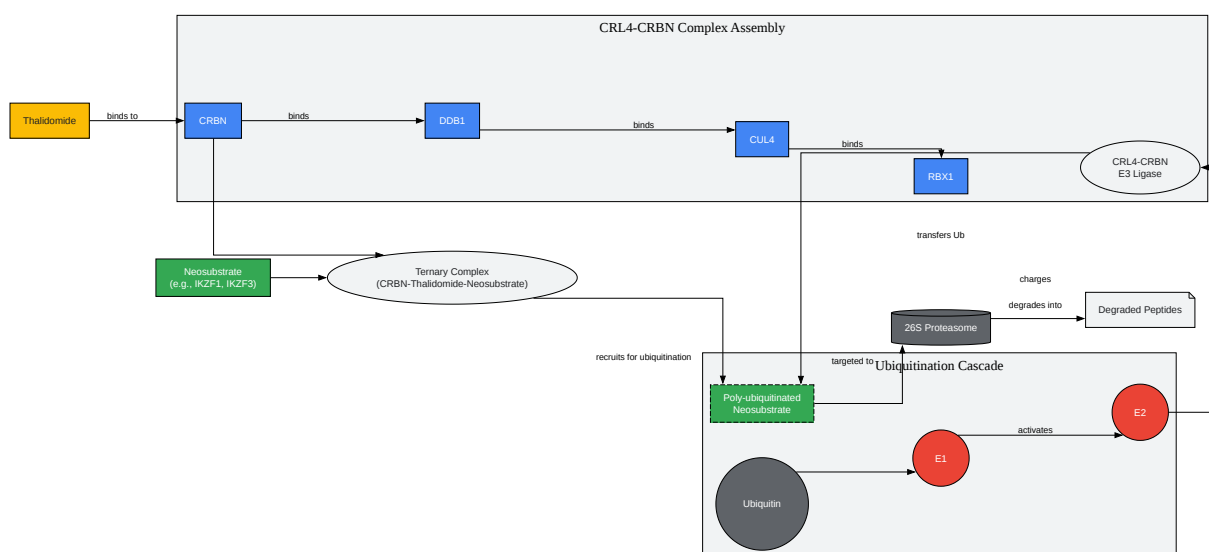 CRL4-CRBN Complex Assembly
Thalidomide
binds to
CRBN
binds
DDB1
binds
CUL4
binds
RBX1
CRL4-CRBN
E3 Ligase
transfers Ub
Neosubstrate
(e.g., IKZF1, IKZF3)
Ternary Complex
(CRBN-Thalidomide-Neosubstrate)
charges
degrades into
Degraded Peptides
26S Proteasome
recruits for ubiquitination
targeted to
Ubiquitination Cascade
Poly-ubiquitinated
Neosubstrate
E2
activates
E1
Ubiquitin